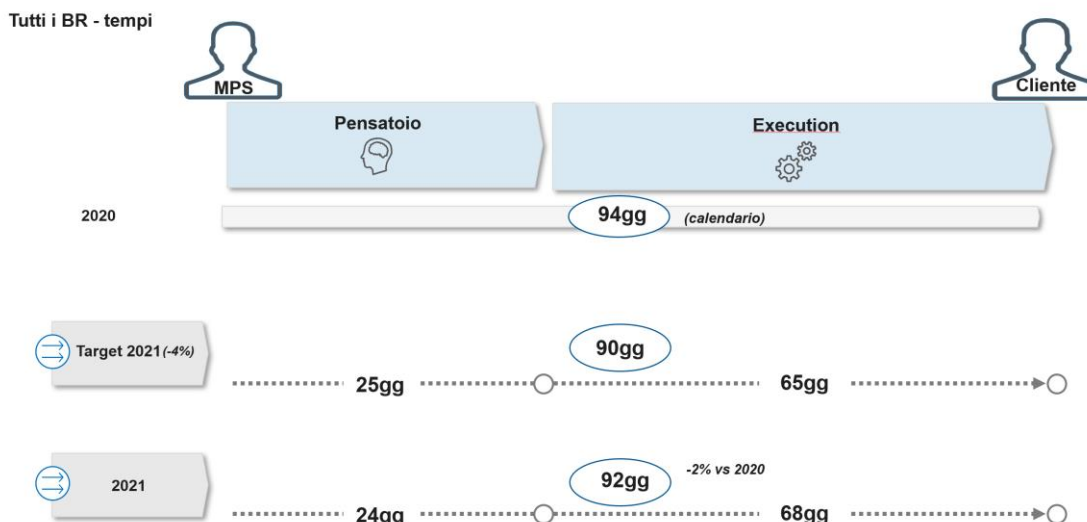 Tutti i BR - tempi
MPS
Cliente
Pensatoio
Execution
2020
94gg
(calendario)
Target 2021(-4%)
90gg
25gg
65gg
2021
92gg
-2% vs 2020
24gg
68gg